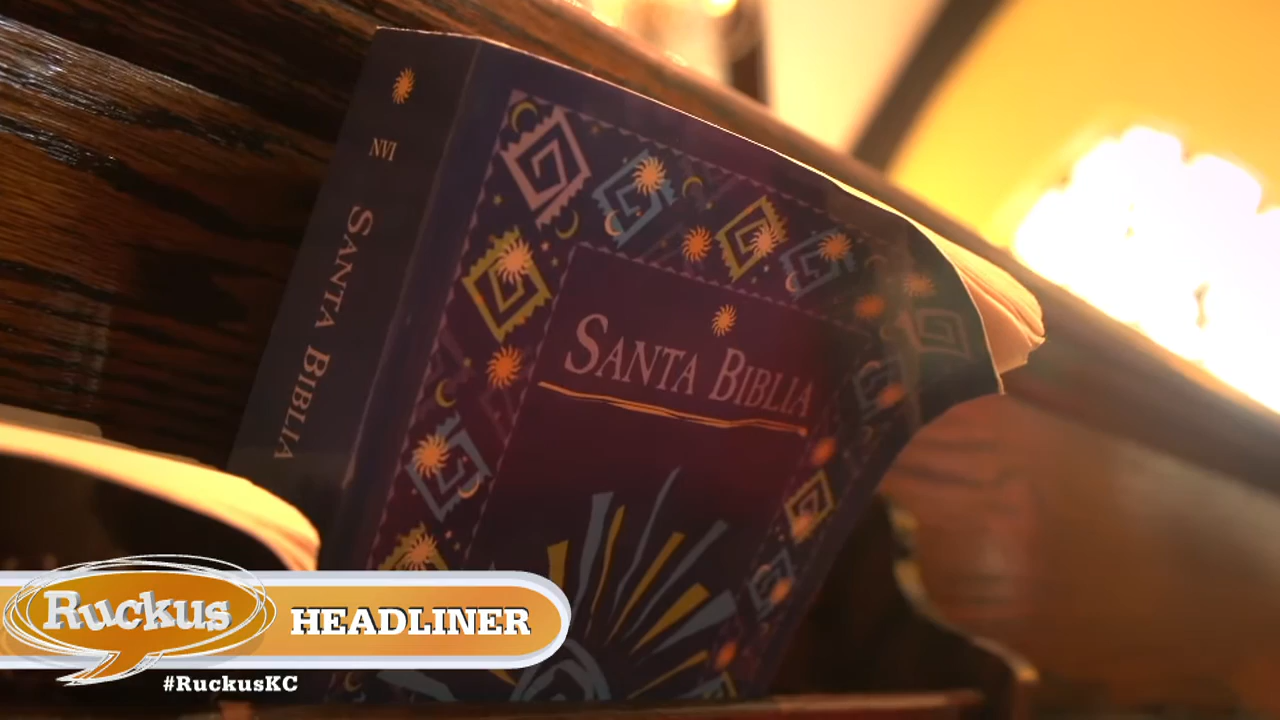 NVI
SANTA BIBLIA
SANTA BIBLIA
Ruckus
HEADLINER
#RuckusKC